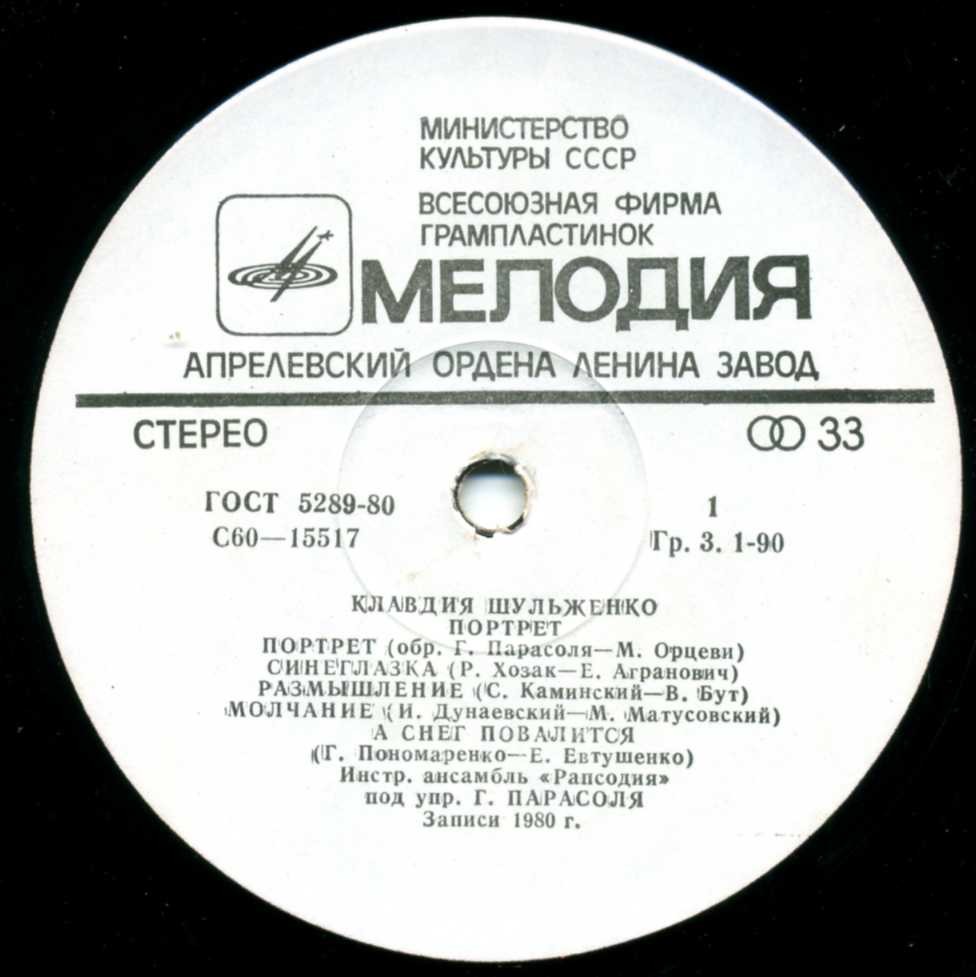 МИНИСТЕРСТВО
КУЛЬТУРЫ СССР
ВСЕСОЮЗНАЯ ФИРМА
ГРАМПЛАСТИНОК
МЕЛОДИЯ
АПРЕЛЕВСКИЙ ОРДЕНА ЛЕНИНА ЗАВОД
СТЕРЕО 33
ГОСТ 5289-80 1
С60—15517 Гр. 3. 1-90
КЛАВДИЯ ШУЛЬЖЕНКО
ПОРТРЕТ
ПОРТРЕТ (обр. Г. Парасоля—М. Орцеви)
СИНЕГЛАЗКА (Р. Хозак—Е. Агранович)
РАЗМЫШЛЕНИЕ (С. Каминский—В. Бут)
МОЛЧАНИЕ (И. Дунаевский—М. Матусовский)
А СНЕГ ПОВАЛИТСЯ
(Г. Пономаренко—Е. Евтушенко)
Инстр. ансамбль «Рапсодия»
под упр. Г. ПАРАСОЛЯ
Записи 1980 г.